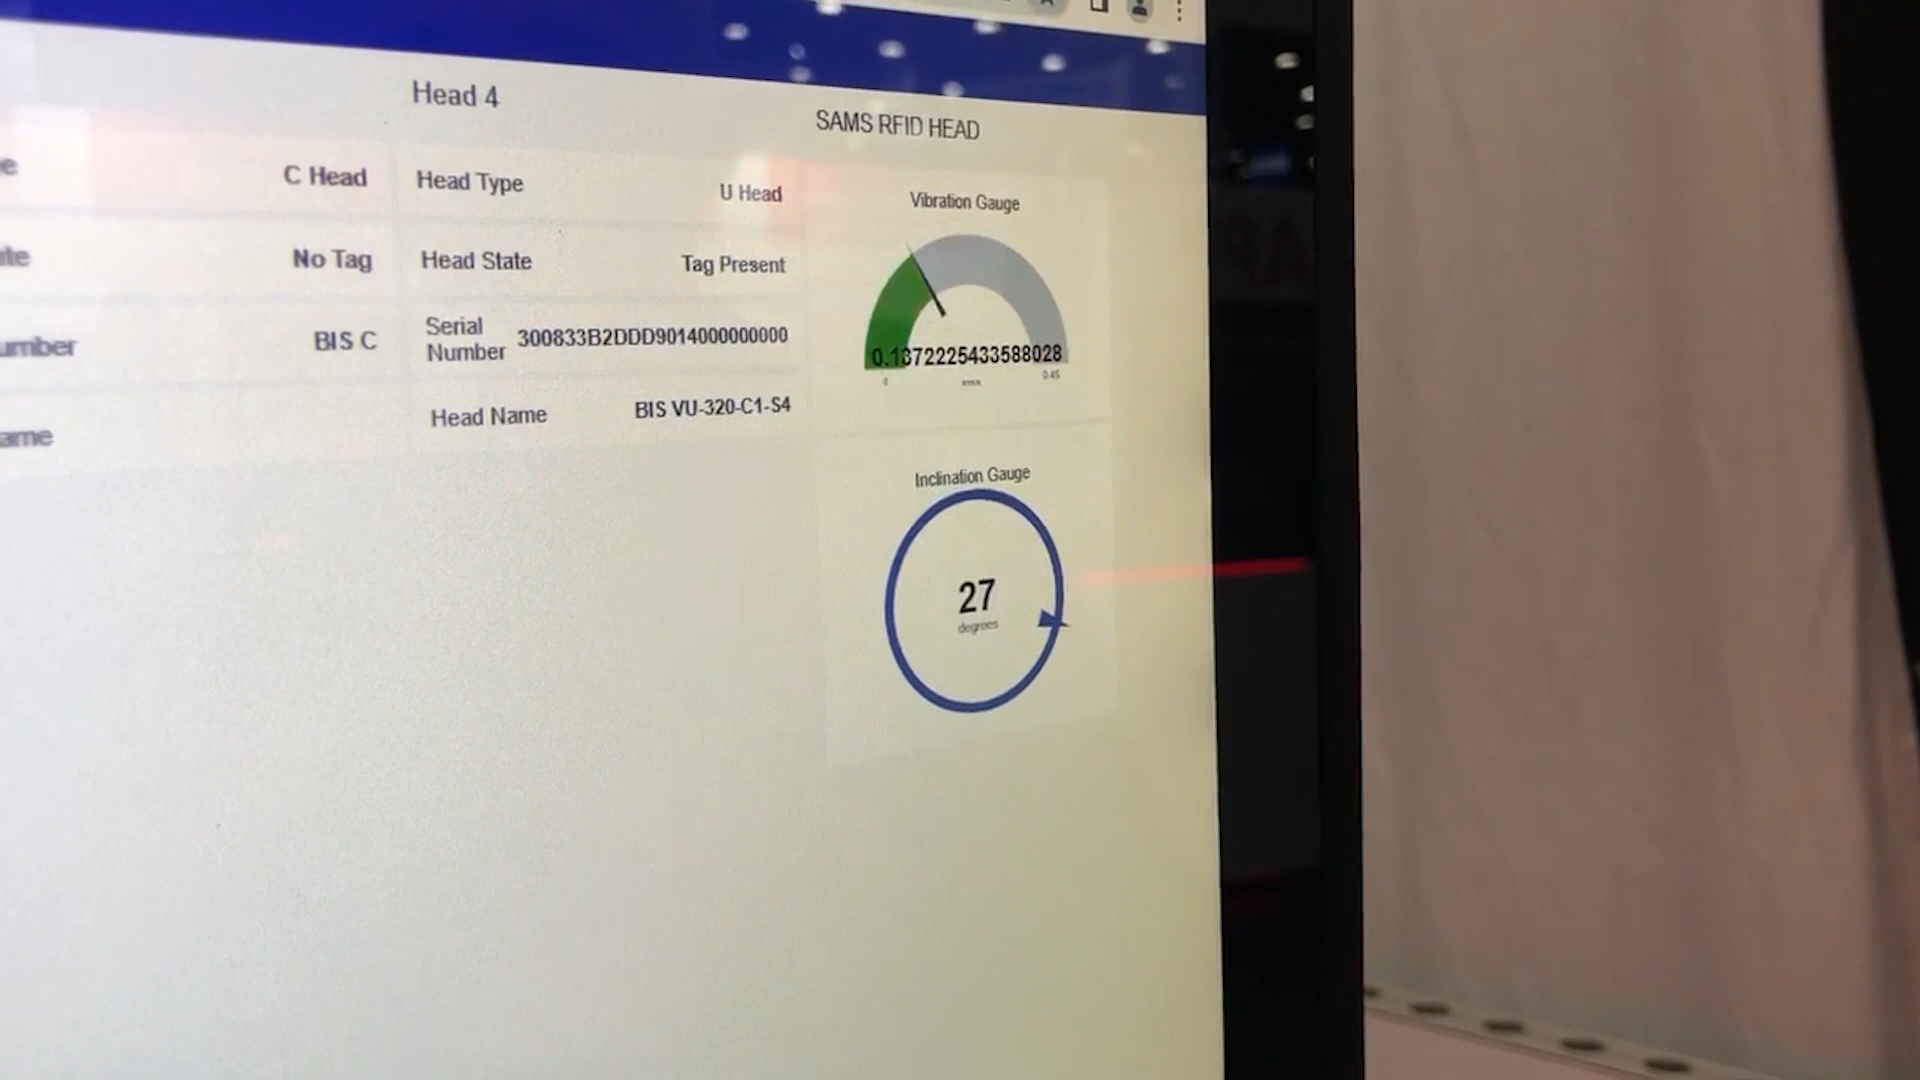 Head 4
SAMS RFID HEAD
C Head
Head Type
U Head
Vibration Gauge
No Tag
Head State
Tag Present
BIS C
Serial
Number
300833B2DDD9014000000000
0.1372225433588028
0
0.45
Head Name
BIS VU-320-C1-S4
Inclination Gauge
27
degrees